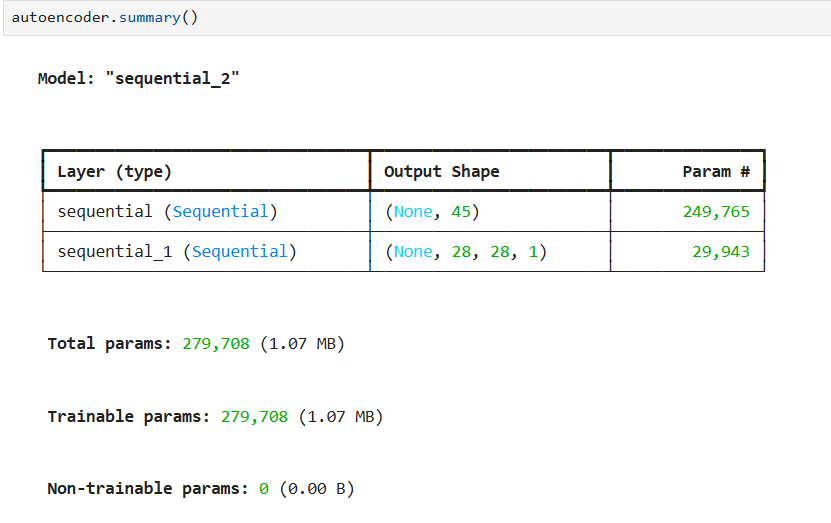 autoencoder.summary()
Model: "sequential_2"
Layer (type) Output Shape Param #
sequential (Sequential) (None, 45) 249,765
sequential_1 (Sequential) (None, 28, 28, 1) 29,943
Total params: 279,708 (1.07 MB)
Trainable params: 279,708 (1.07 MB)
Non-trainable params: 0 (0.00 B)